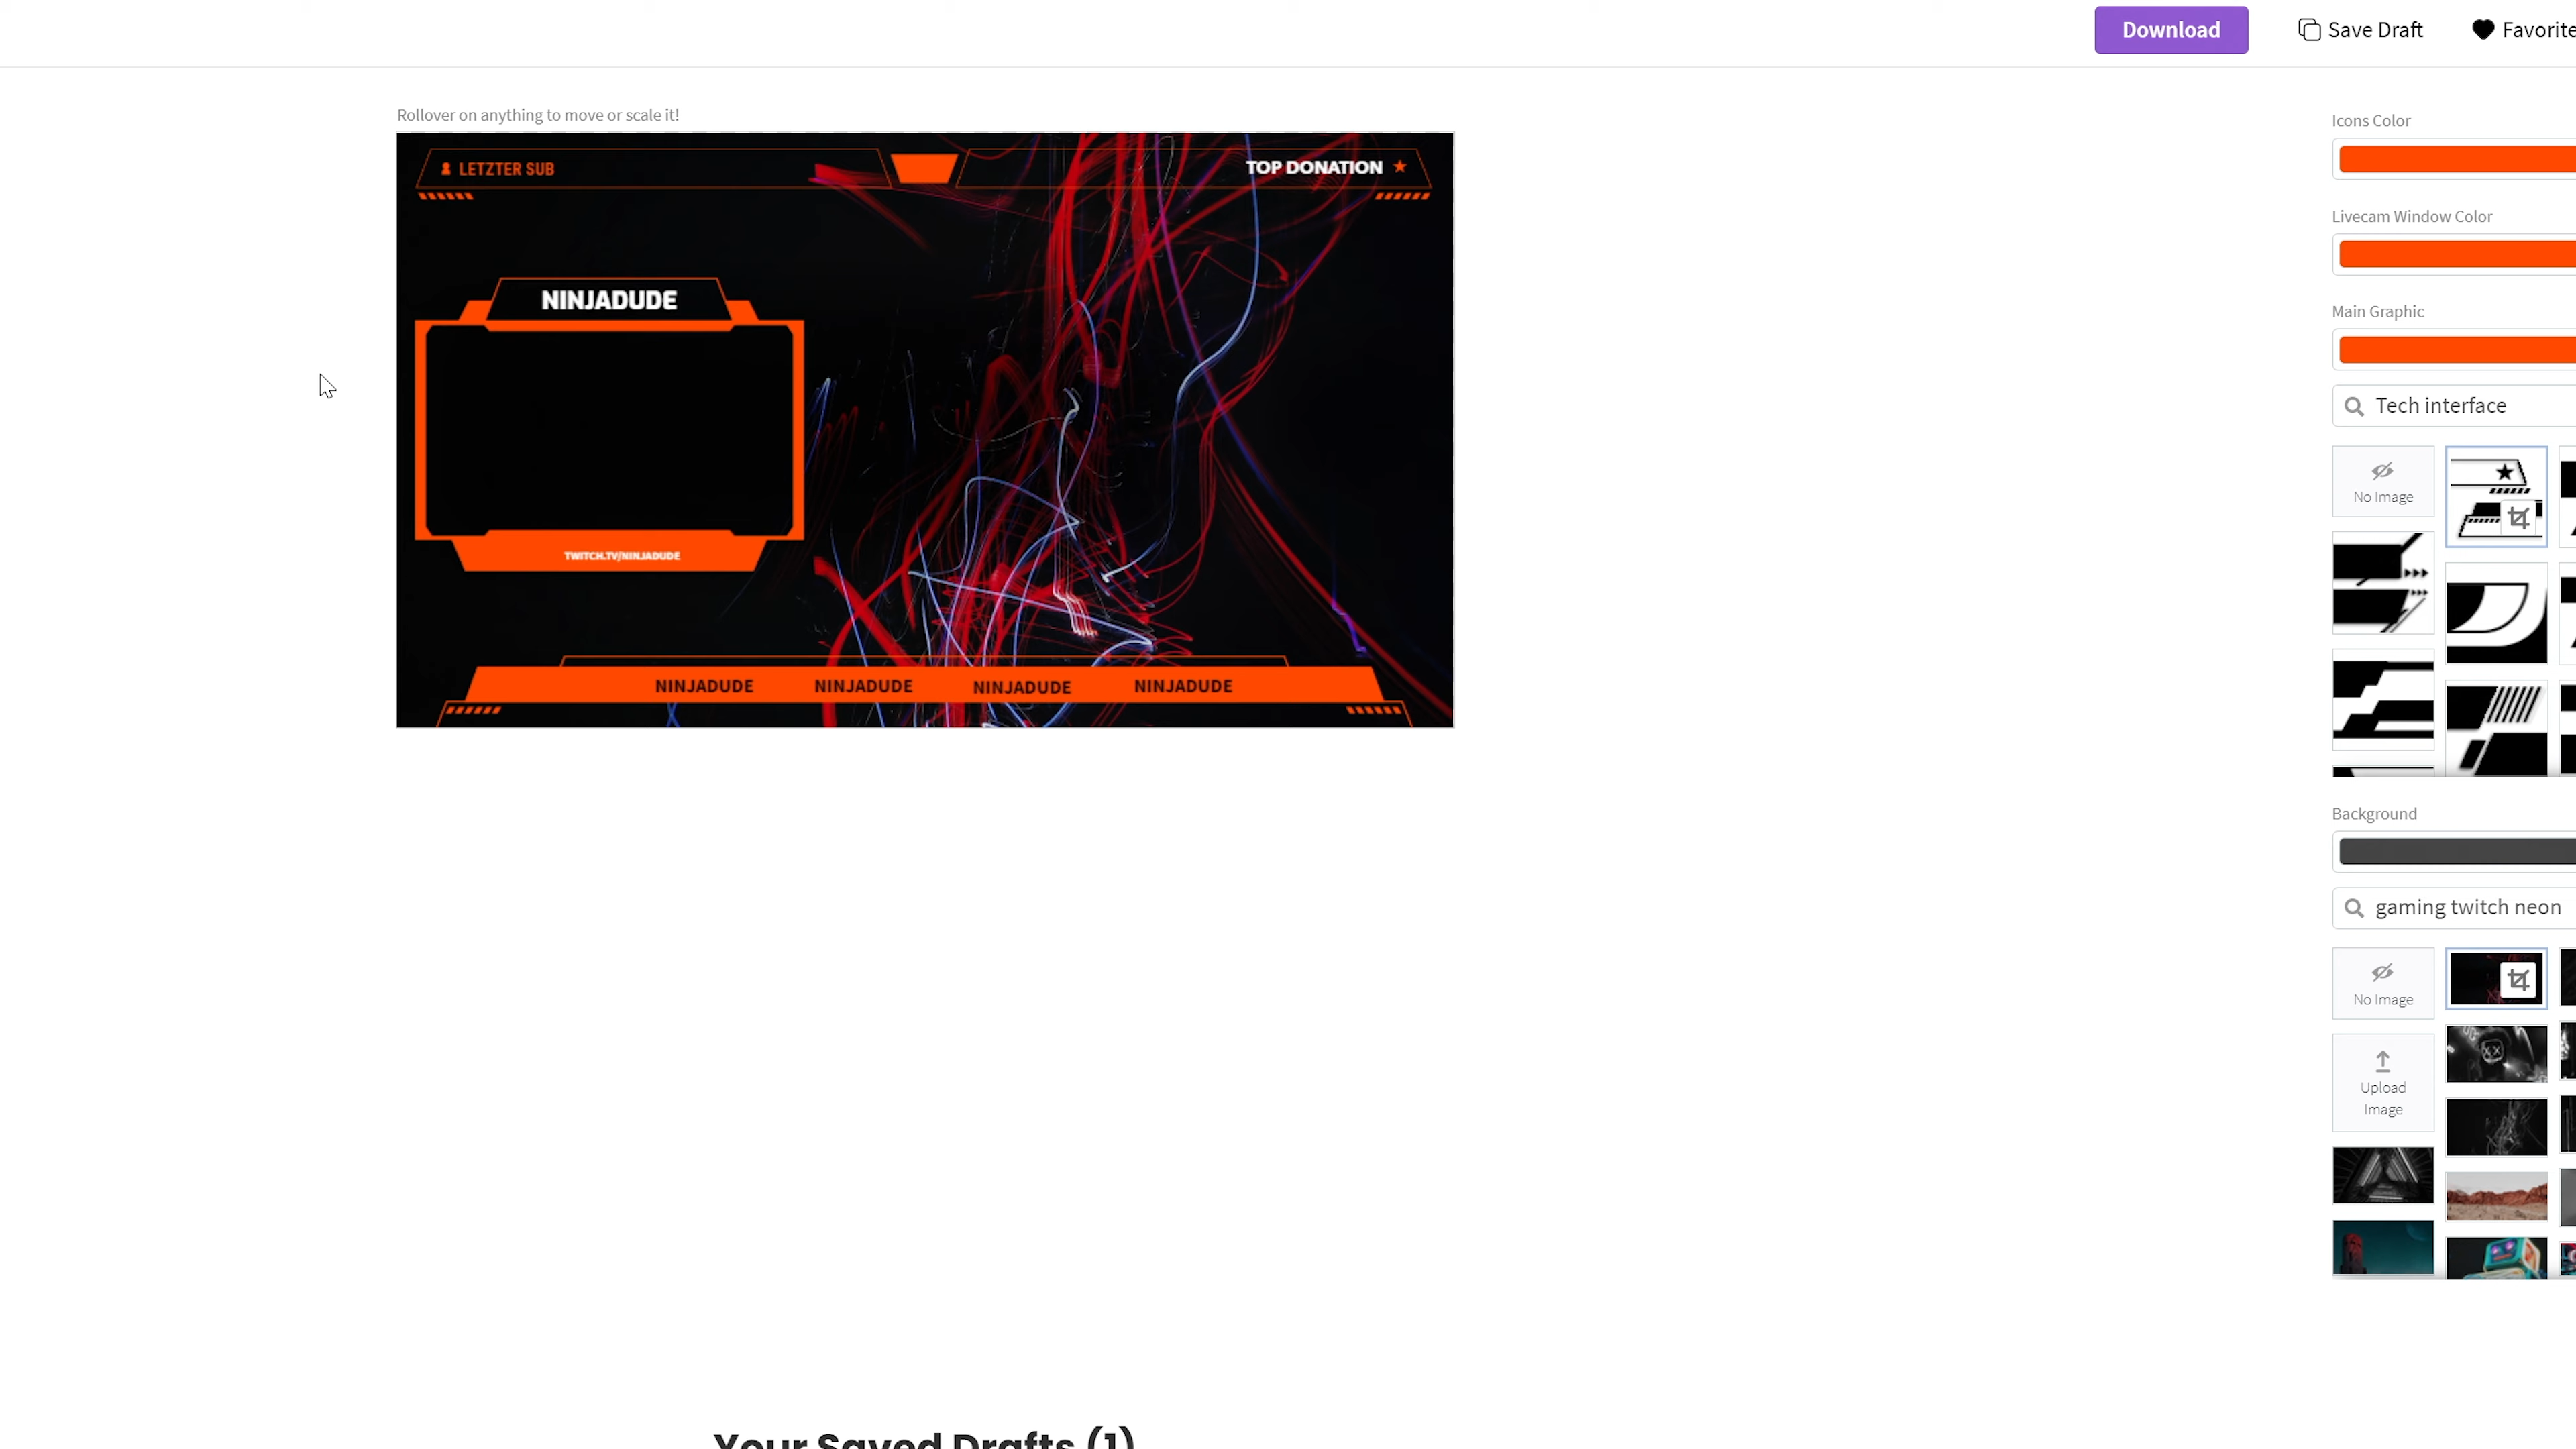 Download
Save Draft
Favorite
Rollover on anything to move or scale it!
LETZTER SUB
TOP DONATION
NINJADUDE
TWITCH.TV/NINJADUDE
NINJADUDE NINJADUDE NINJADUDE NINJADUDE
Icons Color
Livecam Window Color
Main Graphic
Tech interface
No Image
Background
gaming twitch neon
No Image
Upload
Image
Your Saved Drafts (1)